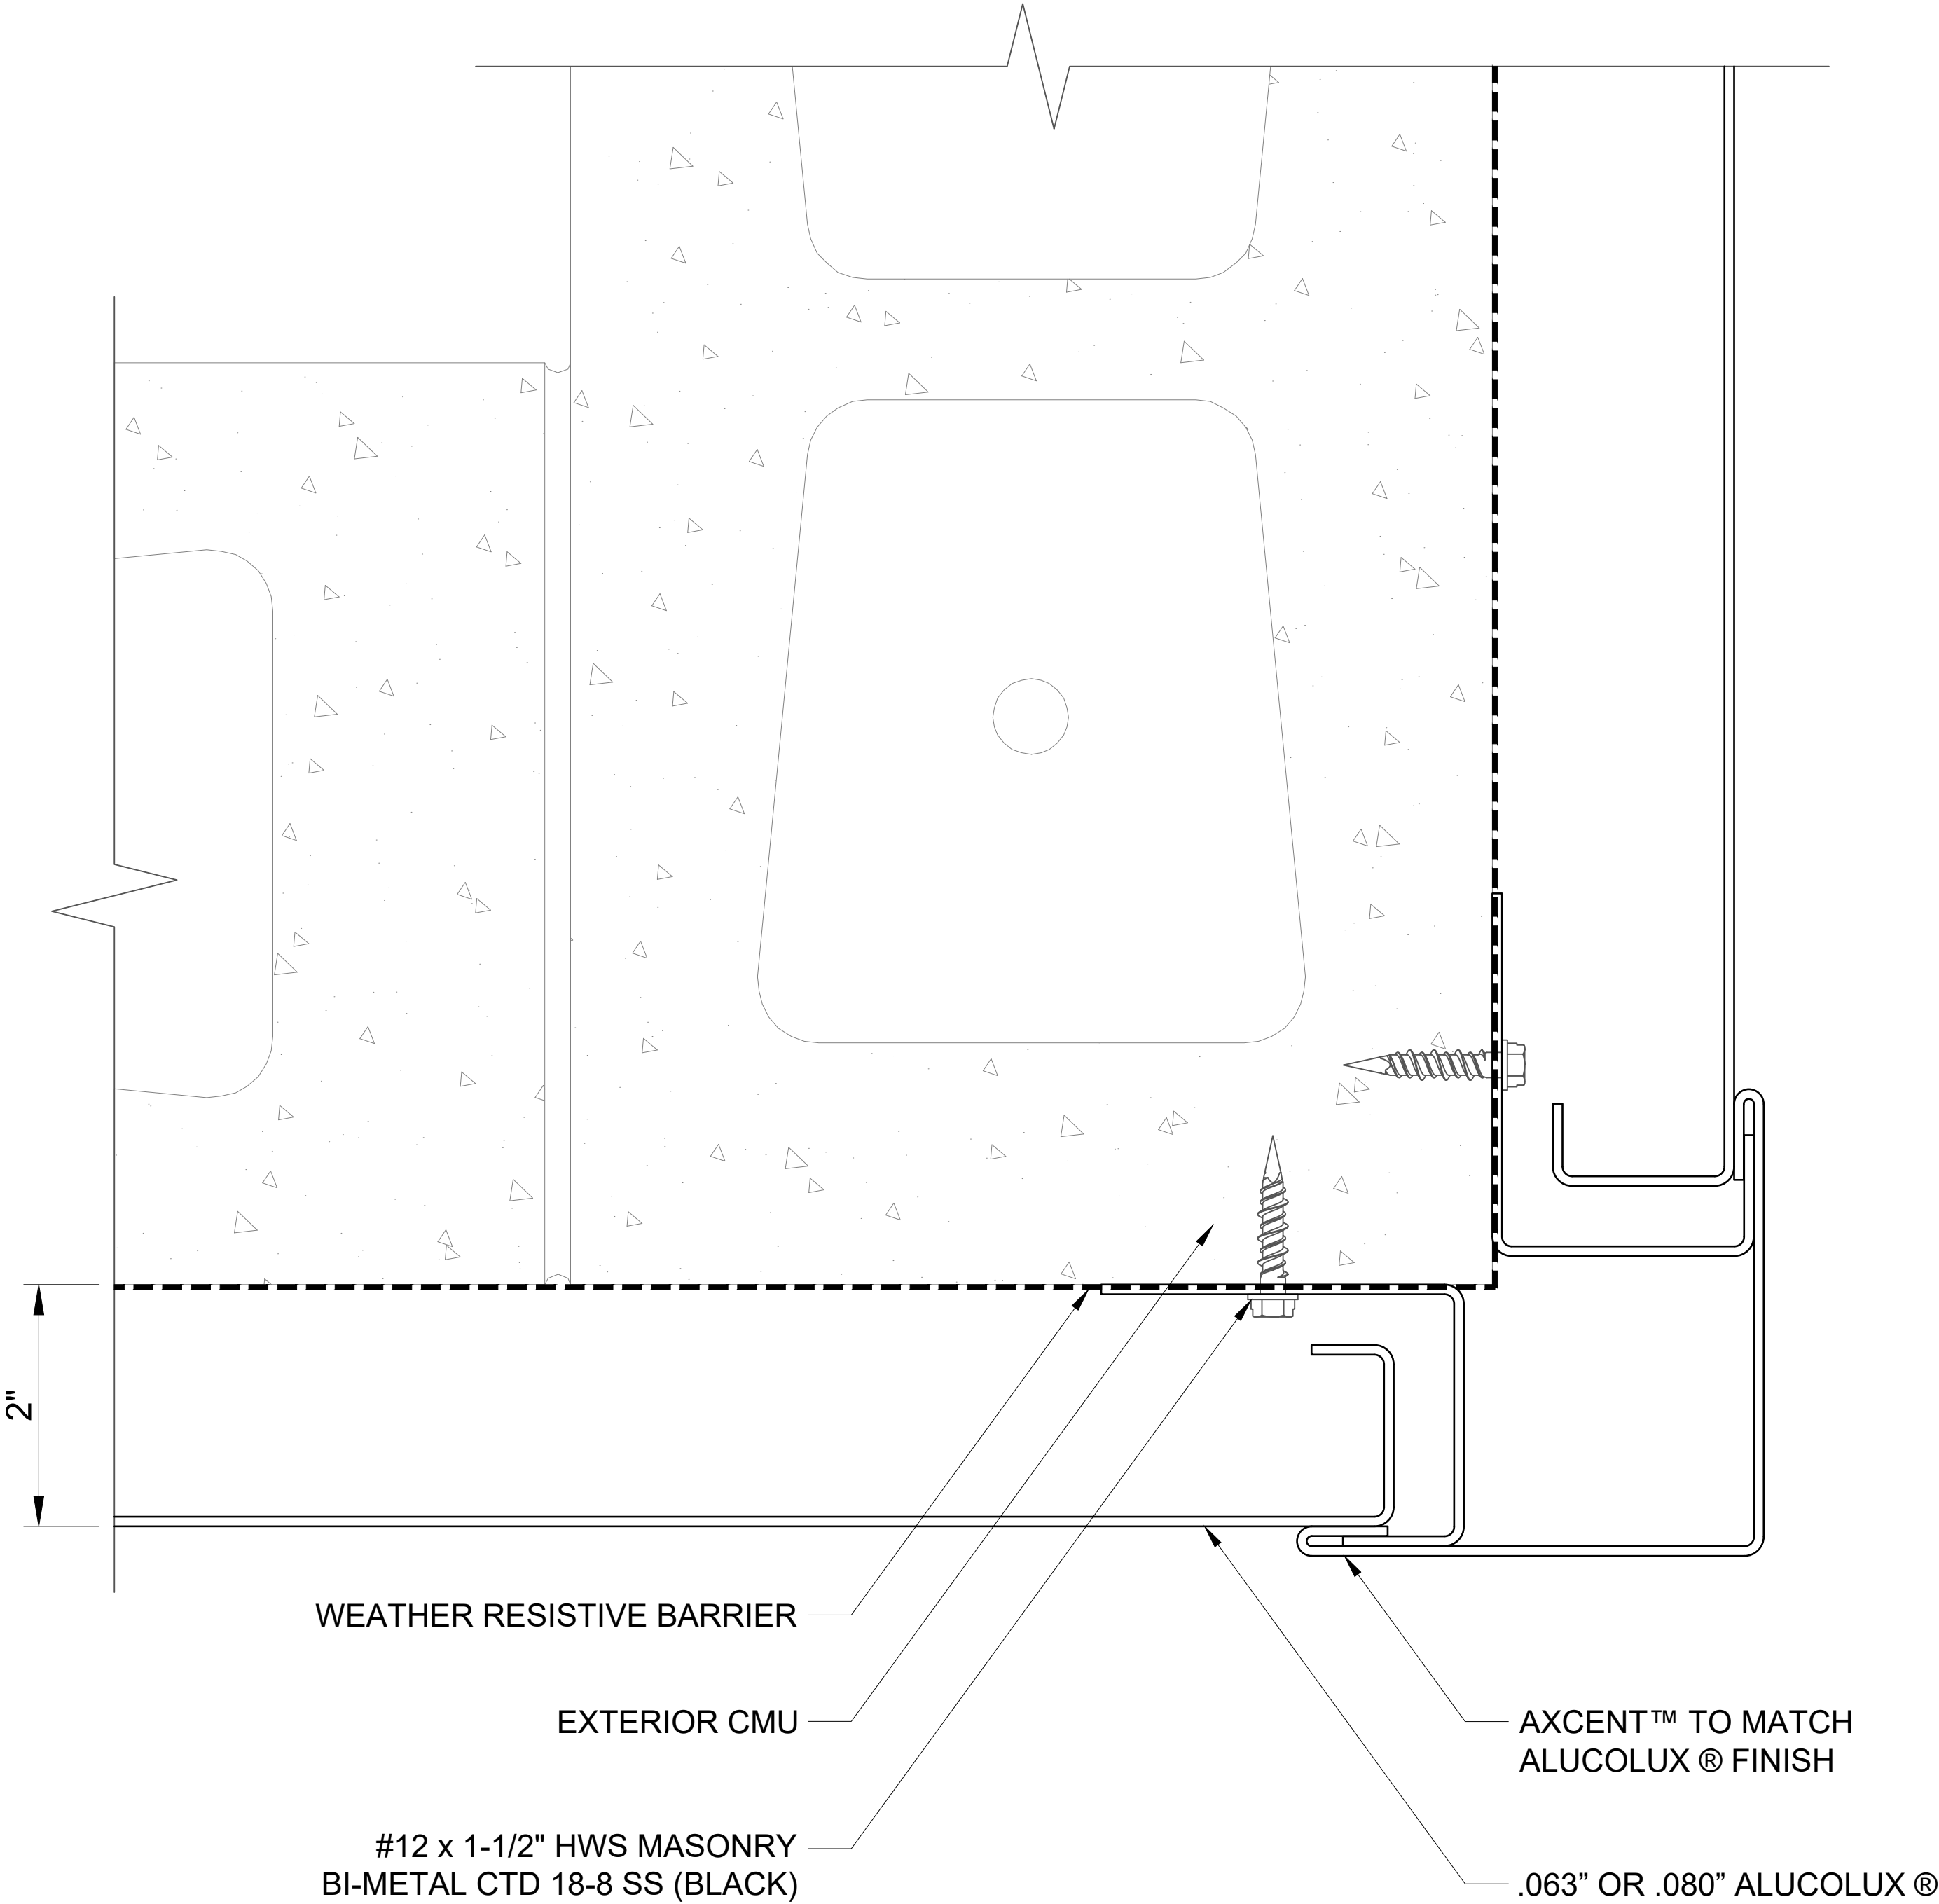 2"
WEATHER RESISTIVE BARRIER
EXTERIOR CMU
#12 x 1-1/2" HWS MASONRY
BI-METAL CTD 18-8 SS (BLACK)
AXCENT™ TO MATCH
ALUCOLUX ® FINISH
.063” OR .080” ALUCOLUX ®